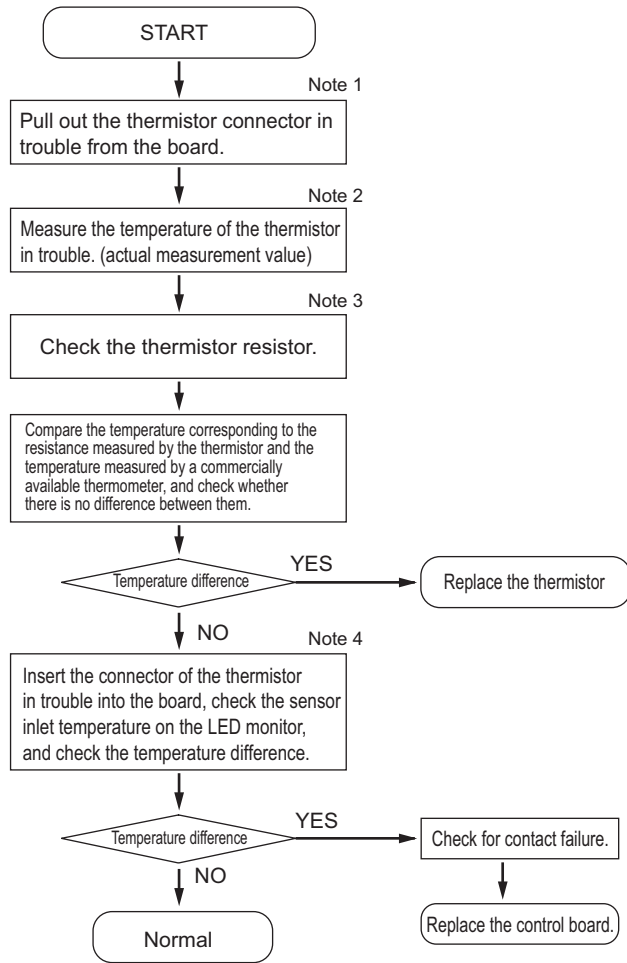 START
Note 1
Pull out the thermistor connector in
trouble from the board.
Note 2
Measure the temperature of the thermistor
in trouble. (actual measurement value)
Note 3
Check the thermistor resistor.
Compare the temperature corresponding to the
resistance measured by the thermistor and the
temperature measured by a commercially
available thermometer, and check whether
there is no difference between them.
Temperature difference
YES
Replace the thermistor
NO
Note 4
Insert the connector of the thermistor
in trouble into the board, check the sensor
inlet temperature on the LED monitor,
and check the temperature difference.
Temperature difference
YES
Check for contact failure.
NO
Replace the control board.
Normal